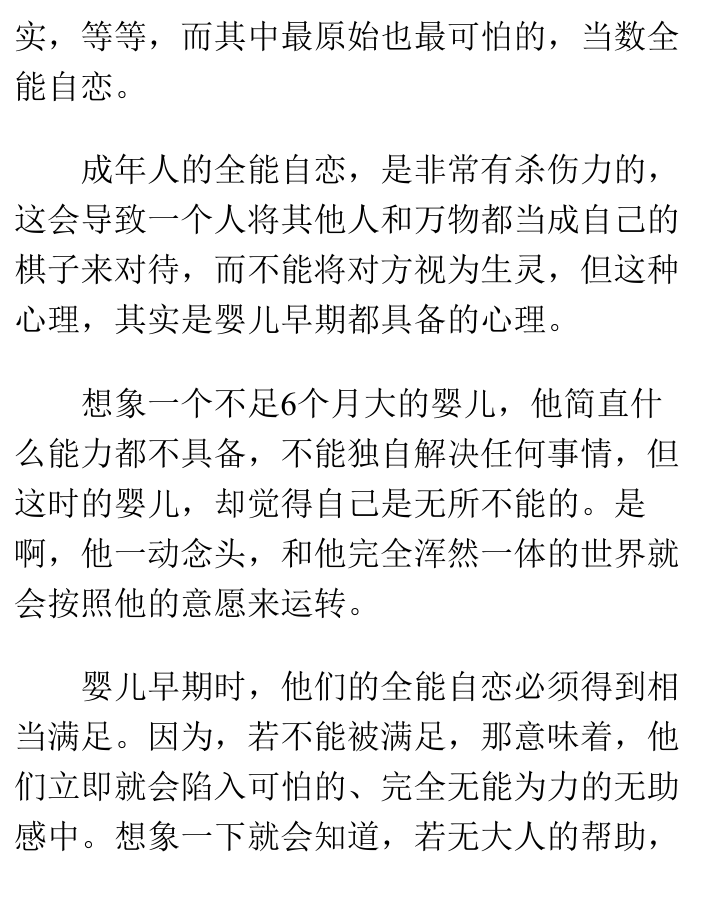 实，等等，而其中最原始也最可怕的，当数全
能自恋。
成年人的全能自恋，是非常有杀伤力的，
这会导致一个人将其他人和万物都当成自己的
棋子来对待，而不能将对方视为生灵，但这种
心理，其实是婴儿早期都具备的心理。
想象一个不足6个月大的婴儿，他简直什
么能力都不具备，不能独自解决任何事情，但
这时的婴儿，却觉得自己是无所不能的。是
啊，他一动念头，和他完全浑然一体的世界就
会按照他的意愿来运转。
婴儿早期时，他们的全能自恋必须得到相
当满足。因为，若不能被满足，那意味着，他
们立即就会陷入可怕的、完全无能为力的无助
感中。想象一下就会知道，若无大人的帮助，